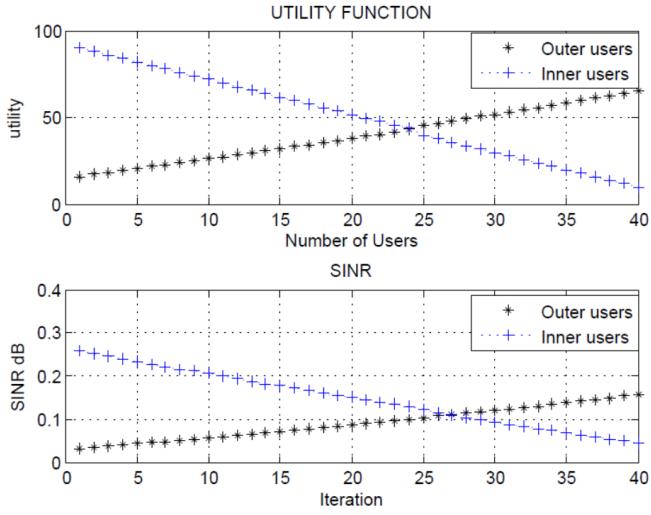 UTILITY FUNCTION
100
50
0
utility
Outer users
Inner users
0 5 10 15 20 25 30 35 40
Number of Users
SINR
0.4
0.3
0.2
0.1
0
SINR dB
Outer users
Inner users
0 5 10 15 20 25 30 35 40
Iteration